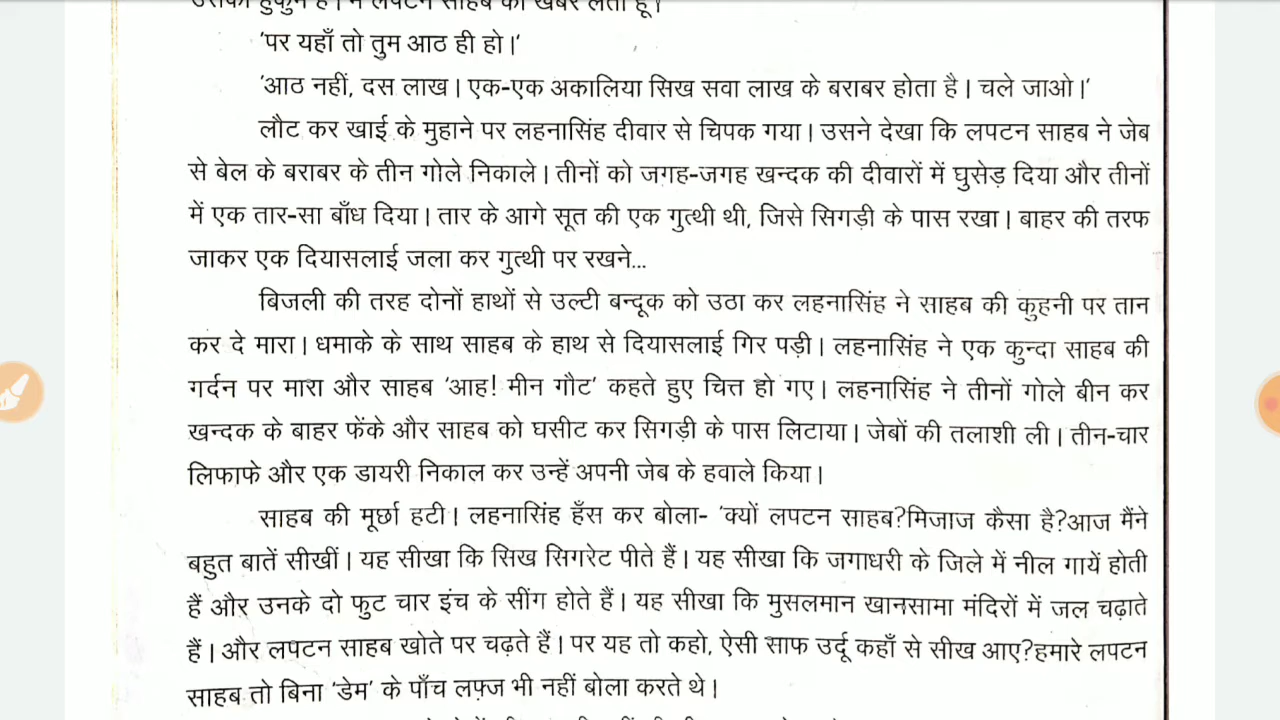 'पर यहाँ तो तुम आठ ही हो।'
'आठ नहीं, दस लाख। एक-एक अकालिया सिख सवा लाख के बराबर होता है। चले जाओ।'
लौट कर खाई के मुहाने पर लहनासिंह दीवार से चिपक गया। उसने देखा कि लपटन साहब ने जेब
से बेल के बराबर के तीन गोले निकाले। तीनों को जगह-जगह खन्दक की दीवारों में घुसेड़ दिया और तीनों
में एक तार-सा बाँध दिया। तार के आगे सूत की एक गुत्थी थी, जिसे सिगड़ी के पास रखा। बाहर की तरफ
जाकर एक दियासलाई जला कर गुत्थी पर रखने...
बिजली की तरह दोनों हाथों से उल्टी बन्दूक को उठा कर लहनासिंह ने साहब की कुहनी पर तान
कर दे मारा। धमाके के साथ साहब के हाथ से दियासलाई गिर पड़ी। लहनासिंह ने एक कुन्दा साहब की
गर्दन पर मारा और साहब 'आह! मीन गौट' कहते हुए चित्त हो गए। लहनासिंह ने तीनों गोले बीन कर
खन्दक के बाहर फेंके और साहब को घसीट कर सिगड़ी के पास लिटाया। जेबों की तलाशी ली। तीन-चार
लिफाफे और एक डायरी निकाल कर उन्हें अपनी जेब के हवाले किया।
साहब की मूर्छा हटी। लहनासिंह हँस कर बोला- 'क्यों लपटन साहब?मिजाज कैसा है?आज मैंने
बहुत बातें सीखीं। यह सीखा कि सिख सिगरेट पीते हैं। यह सीखा कि जगाधरी के जिले में नील गायें होती
हैं और उनके दो फुट चार इंच के सींग होते हैं। यह सीखा कि मुसलमान खानसामा मंदिरों में जल चढ़ाते
हैं। और लपटन साहब खोते पर चढ़ते हैं। पर यह तो कहो, ऐसी साफ उर्दू कहाँ से सीख आए?हमारे लपटन
साहब तो बिना 'डेम' के पाँच लफ़्ज भी नहीं बोला करते थे।